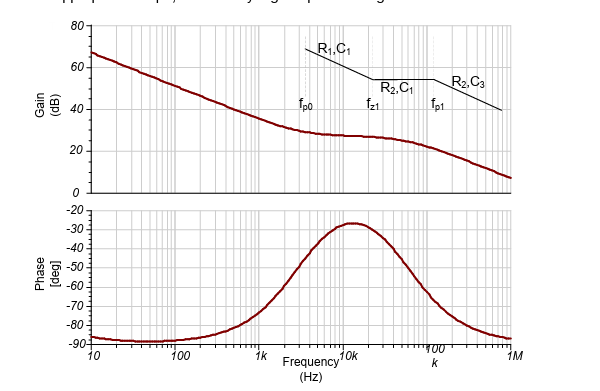 80
60
40
20
0
Gain
(dB)
R1,C1
R2,C1
R2,C3
fp0
fz1
fp1
-20
-30
-40
-50
-60
-70
-80
-90
Phase
[deg]
10
100
1k
10k
100
k
1M
Frequency
(Hz)